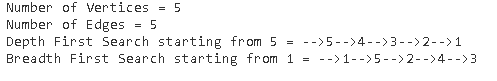 Number of Vertices = 5
Number of Edges = 5
Depth First Search starting from 5 = -->5-->4-->3-->2-->1
Breadth First Search starting from 1 = -->1-->5-->2-->4-->3